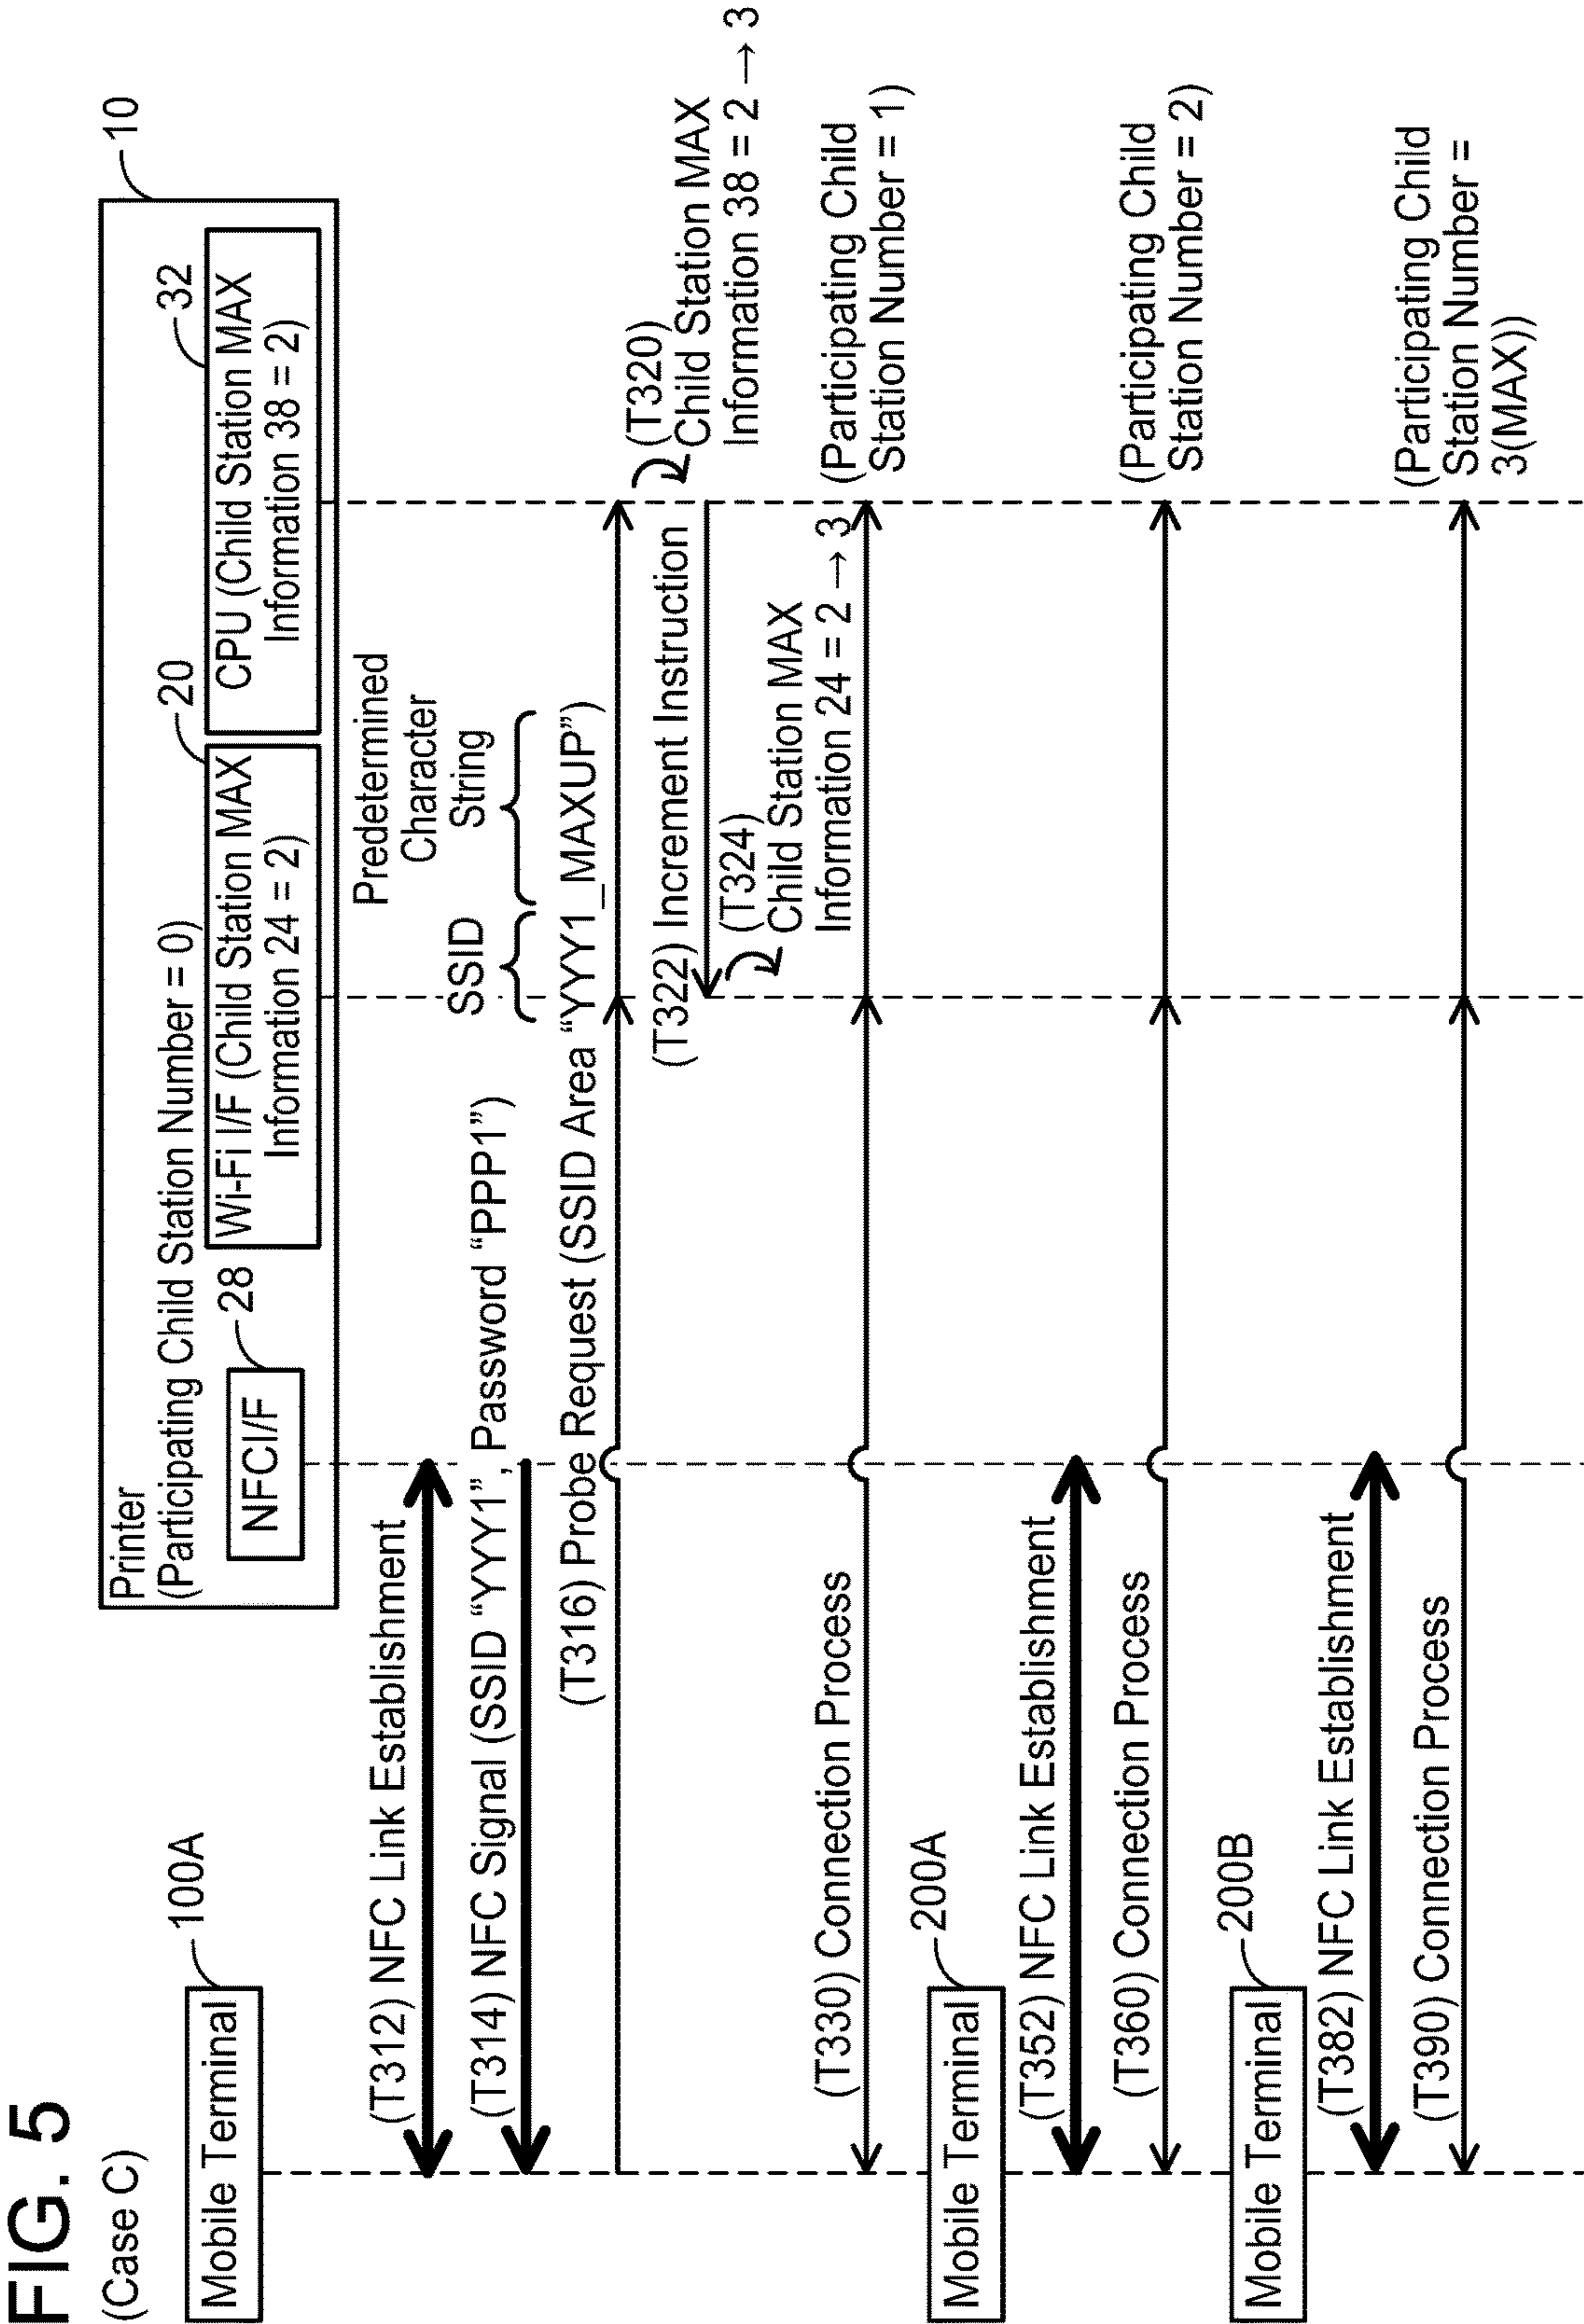 FIG. 5
(Case C)
Printer
(Participating Child Station Number = 0)
10
NFCI/F
28
Wi-Fi I/F (Child Station MAX
Information 24 = 2)
20
CPU (Child Station MAX
Information 38 = 2)
32
Mobile Terminal
100A
(T312) NFC Link Establishment
(T314) NFC Signal (SSID “YYY1”, Password “PPP1”)
SSID
Predetermined
Character
String
(T316) Probe Request (SSID Area “YYY1_MAXUP”)
(T320)
Child Station MAX
Information 38 = 2 → 3
(T322) Increment Instruction
(T324)
Child Station MAX
Information 24 = 2 → 3
(T330) Connection Process
(Participating Child
Station Number = 1)
Mobile Terminal
200A
(T352) NFC Link Establishment
(T360) Connection Process
(Participating Child
Station Number = 2)
Mobile Terminal
200B
(T382) NFC Link Establishment
(T390) Connection Process
(Participating Child
Station Number =
3(MAX))